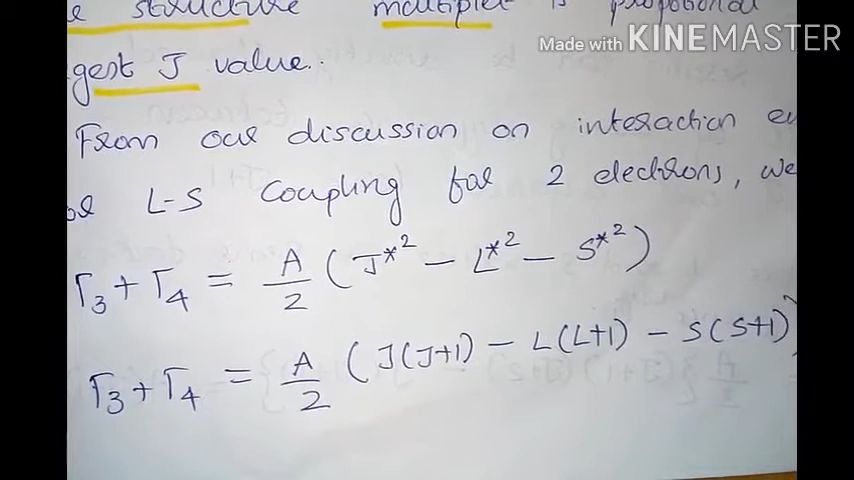 structure multiplet is proportional
Made with KINEMASTER
gest J value.
From our discussion on interaction en
L-S coupling for 2 electrons, we
Γ₃ + Γ₄ = A/2 (J*² - L*² - S*²)
Γ₃ + Γ₄ = A/2 (J(J+1) - L(L+1) - S(S+1)